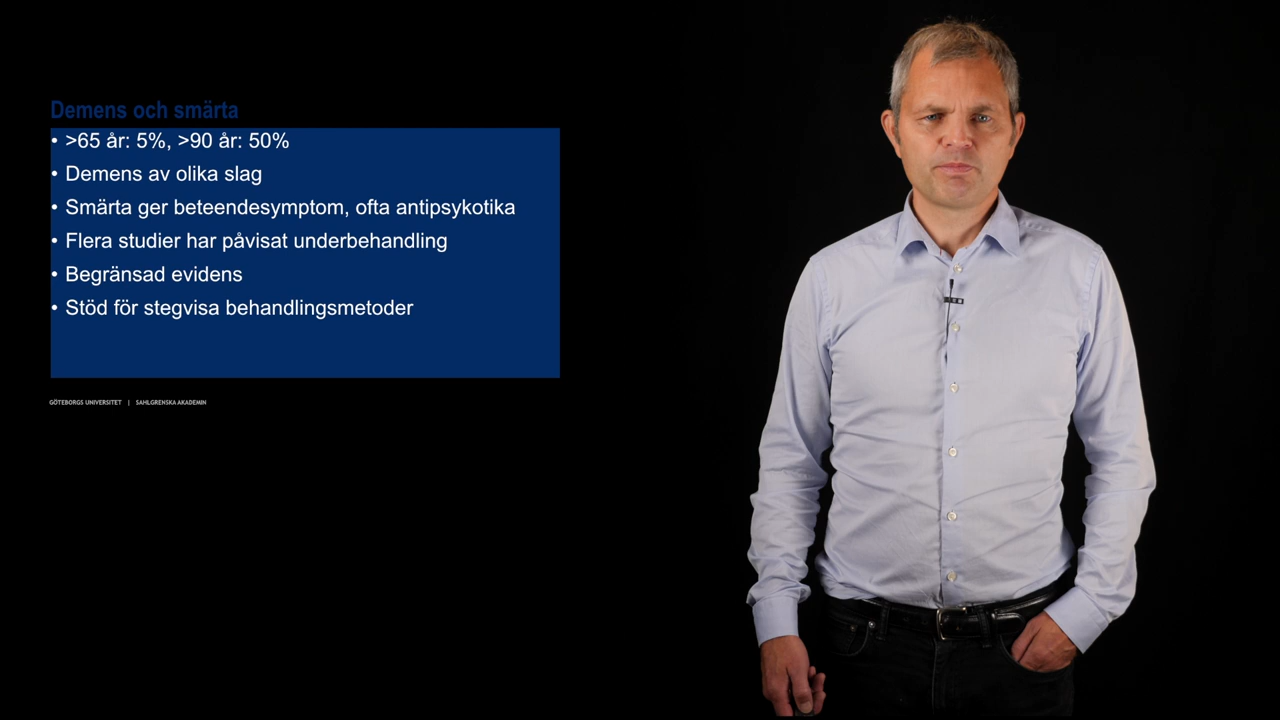 Demens och smärta
• >65 år: 5%, >90 år: 50%
• Demens av olika slag
• Smärta ger beteendesymptom, ofta antipsykotika
• Flera studier har påvisat underbehandling
• Begränsad evidens
• Stöd för stegvisa behandlingsmetoder
GÖTEBORGS UNIVERSITET | SAHLGRENSKA AKADEMIN